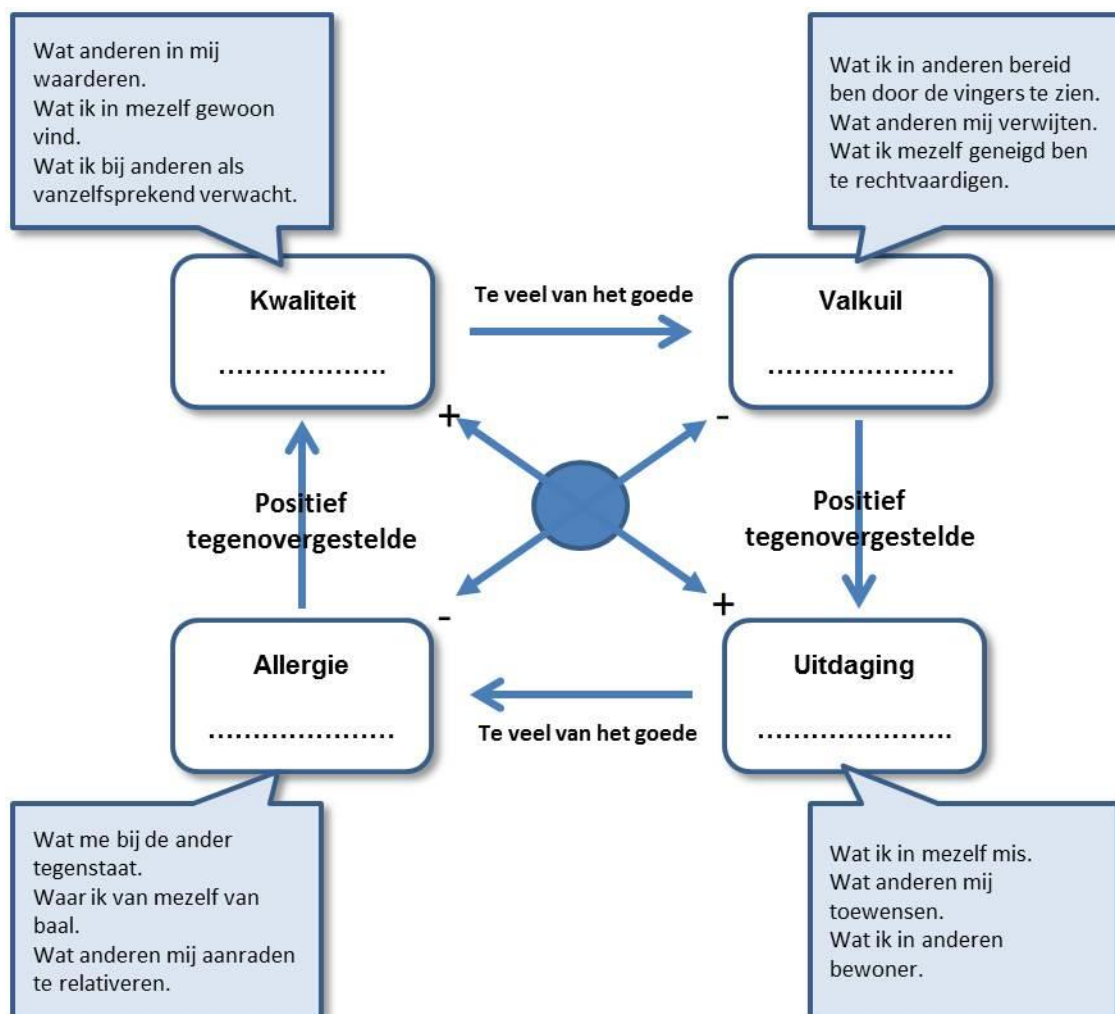 Wat anderen in mij
waarderen.
Wat ik in mezelf gewoon
vind.
Wat ik bij anderen als
vanzelfsprekend verwacht.
Wat ik in anderen bereid
ben door de vingers te zien.
Wat anderen mij verwijten.
Wat ik mezelf geneigd ben
te rechtvaardigen.
Kwaliteit
...................
Te veel van het goede
Valkuil
.....................
+
-
Positief
tegenovergestelde
Positief
tegenovergestelde
-
+
Allergie
.....................
Te veel van het goede
Uitdaging
......................
Wat me bij de ander
tegenstaat.
Waar ik van mezelf van
baal.
Wat anderen mij aanraden
te relativeren.
Wat ik in mezelf mis.
Wat anderen mij
toewensen.
Wat ik in anderen
bewoner.